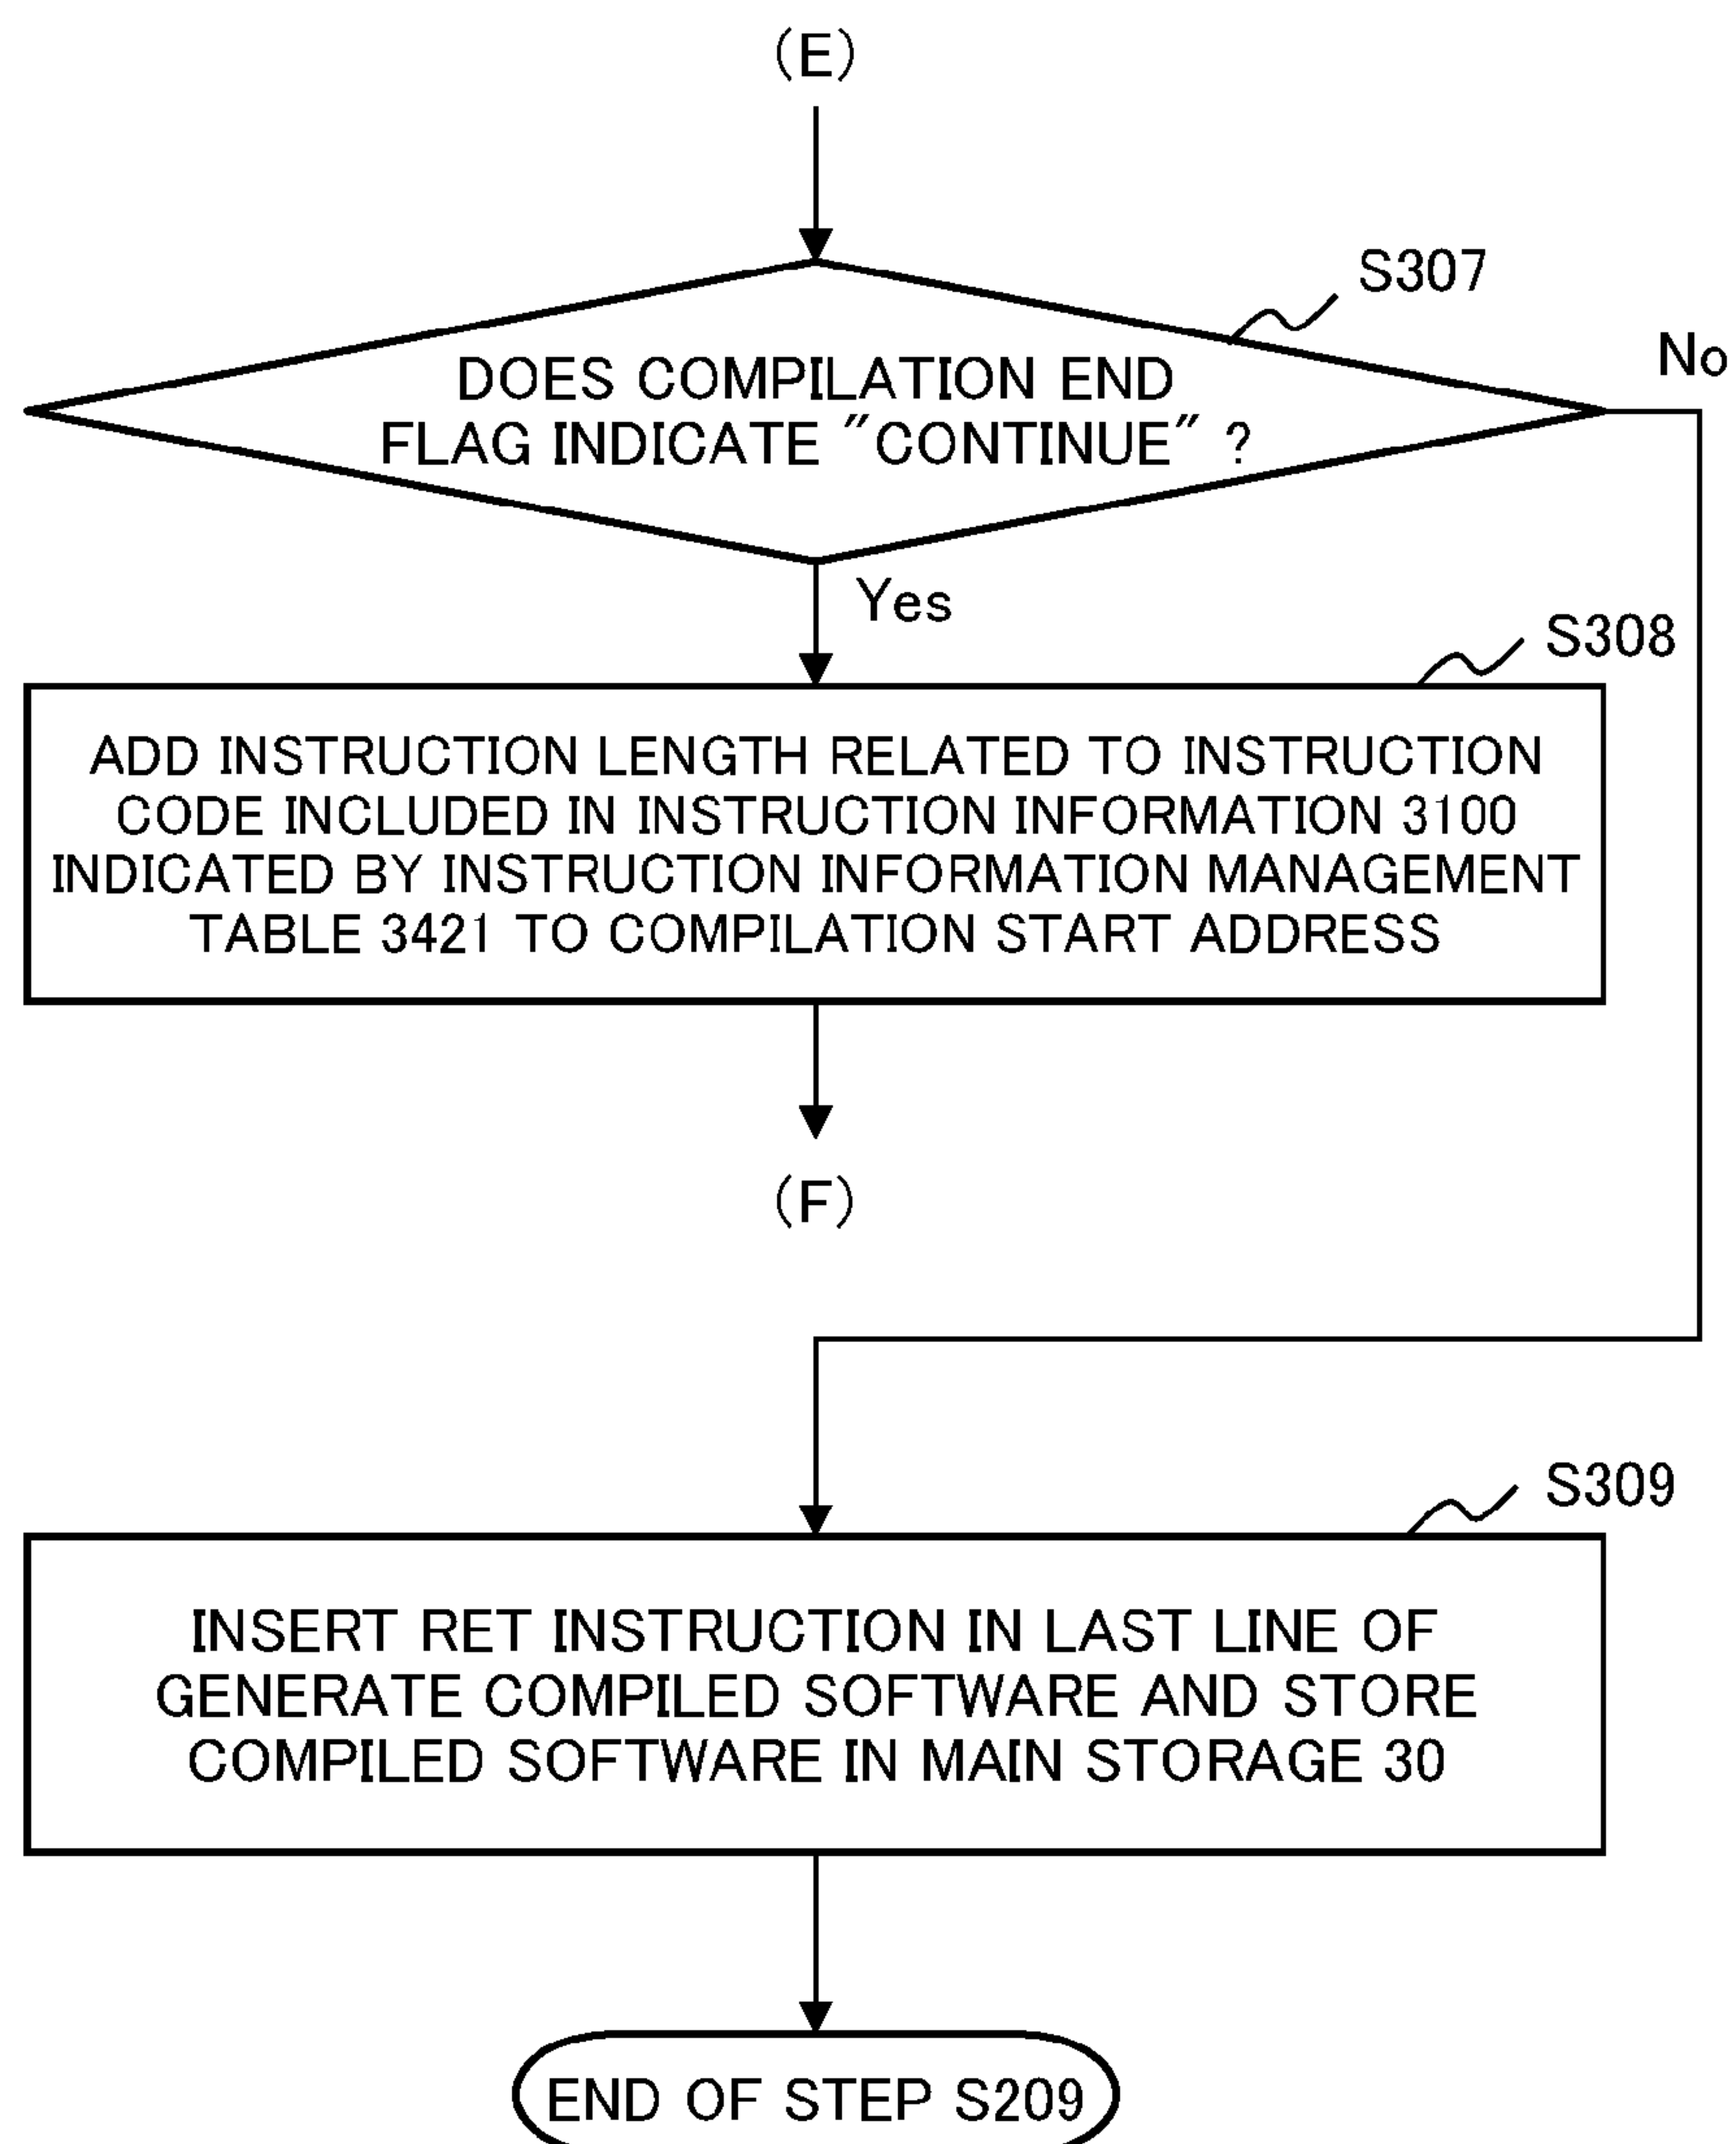 (E)
S307
No
DOES COMPILATION END
FLAG INDICATE "CONTINUE" ?
Yes
S308
ADD INSTRUCTION LENGTH RELATED TO INSTRUCTION
CODE INCLUDED IN INSTRUCTION INFORMATION 3100
INDICATED BY INSTRUCTION INFORMATION MANAGEMENT
TABLE 3421 TO COMPILATION START ADDRESS
(F)
S309
INSERT RET INSTRUCTION IN LAST LINE OF
GENERATE COMPILED SOFTWARE AND STORE
COMPILED SOFTWARE IN MAIN STORAGE 30
END OF STEP S209